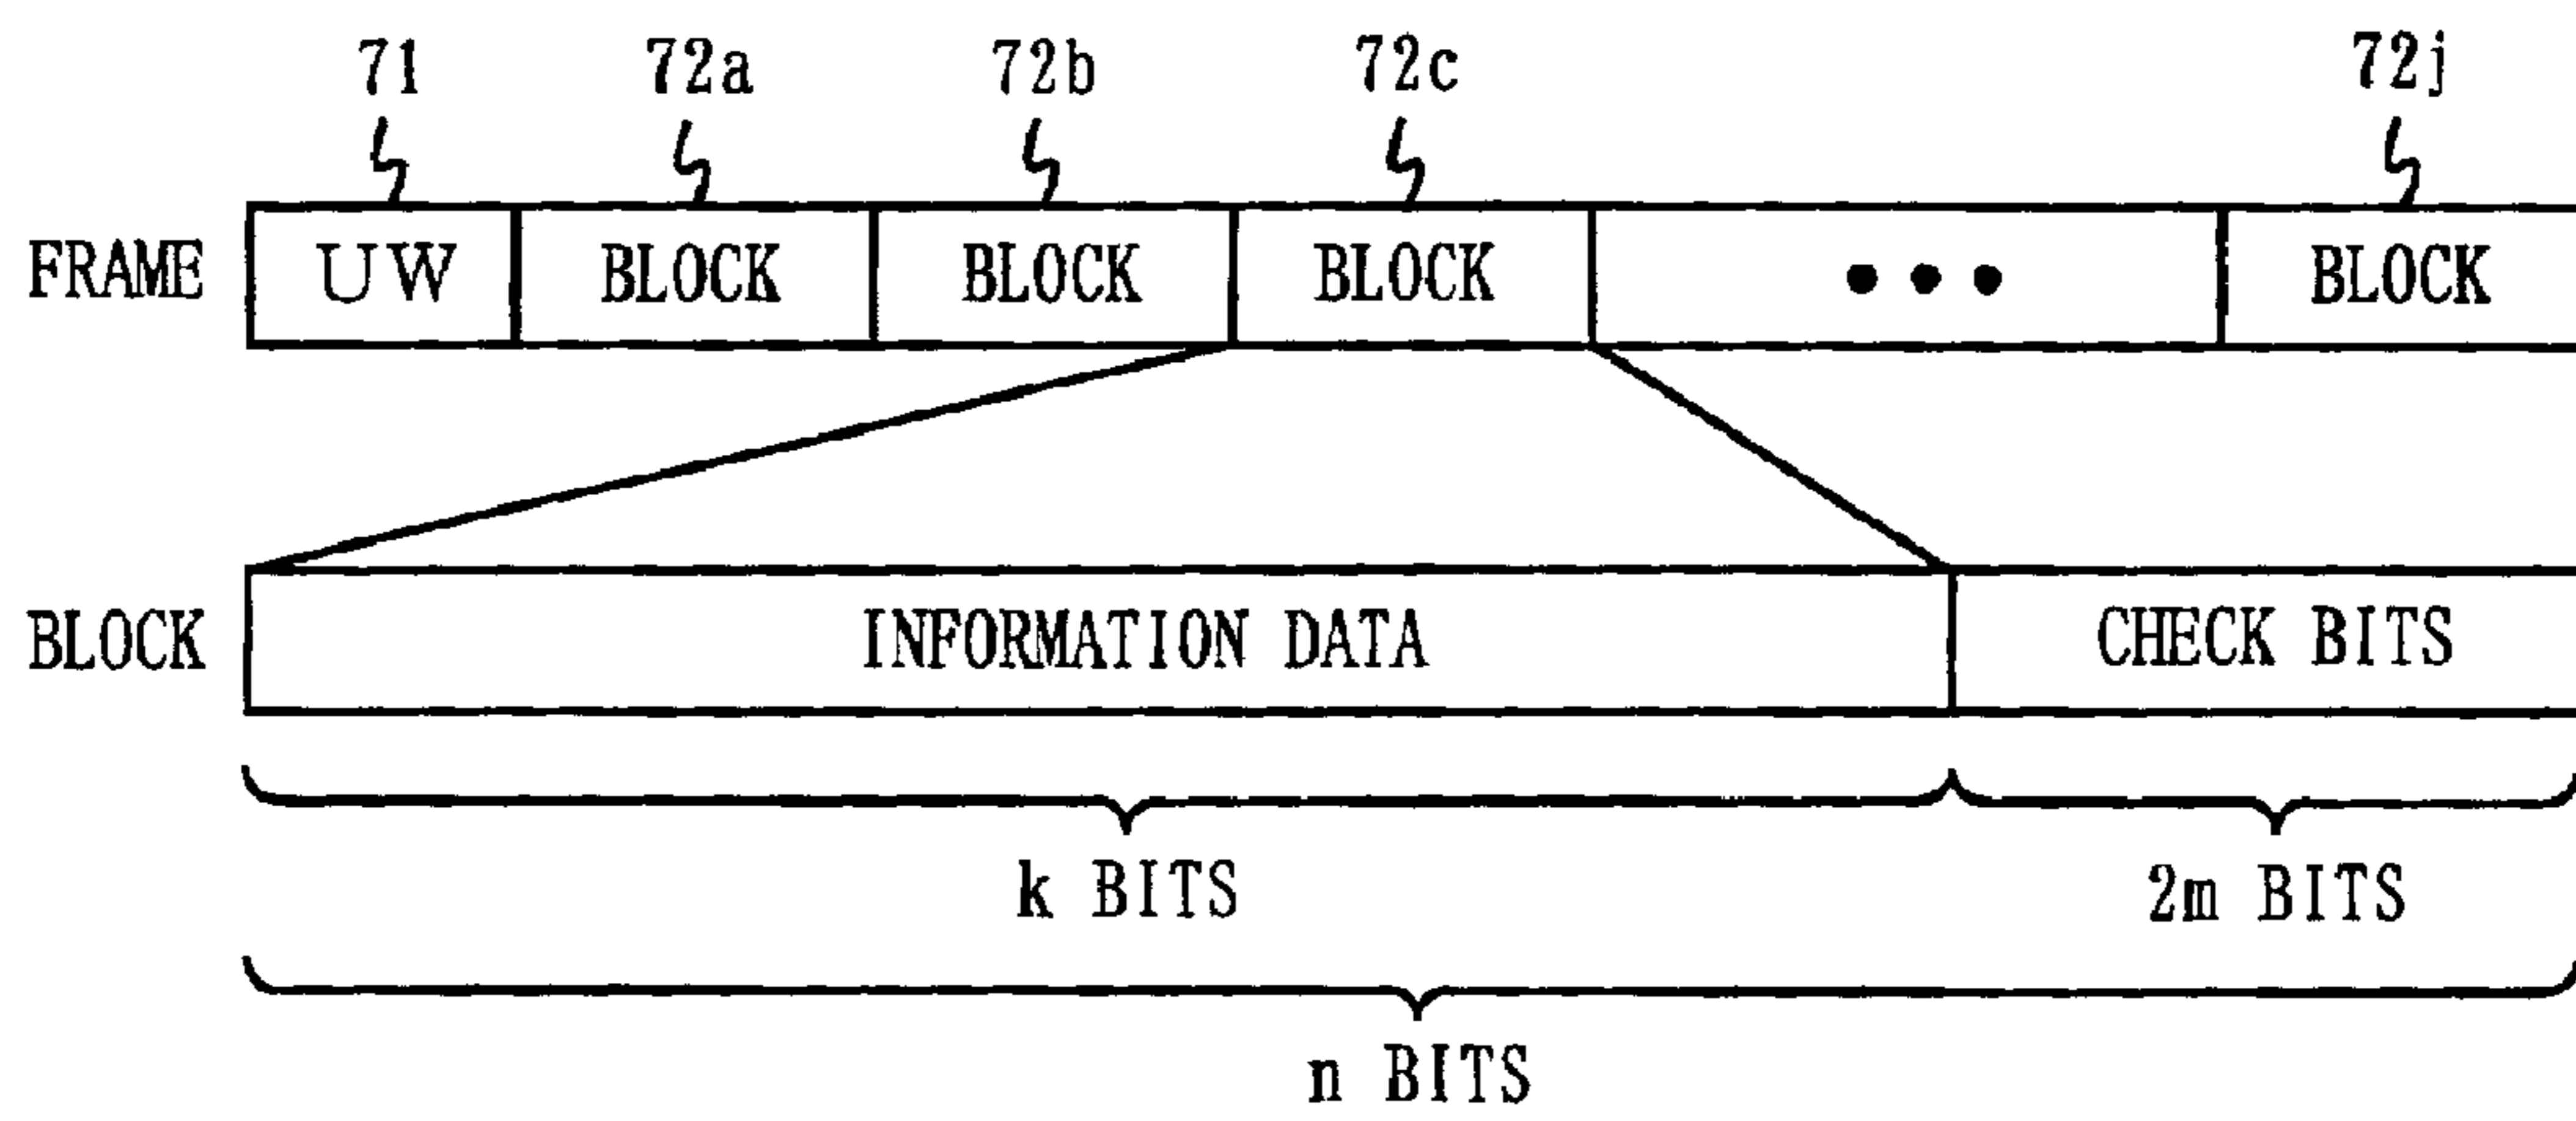 71 72a 72b 72c 72j
FRAME UW BLOCK BLOCK BLOCK ●●● BLOCK
BLOCK INFORMATION DATA CHECK BITS
k BITS 2m BITS
n BITS